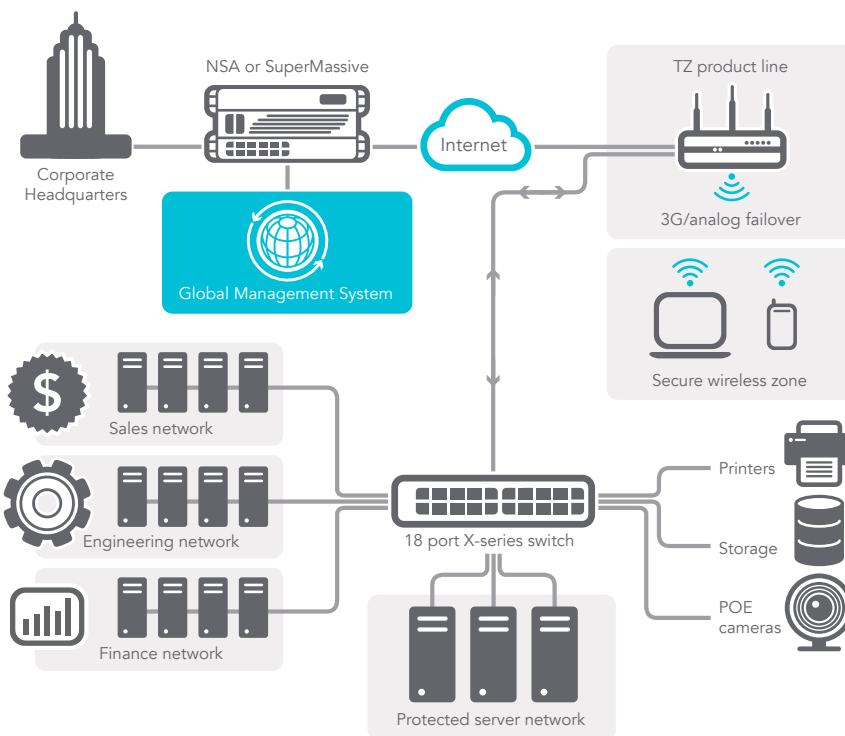 NSA or SuperMassive
TZ product line
Internet
Corporate
Headquarters
3G/analog failover
Global Management System
Secure wireless zone
$
Sales network
Printers
Engineering network
18 port X-series switch
Storage
POE
cameras
Finance network
Protected server network